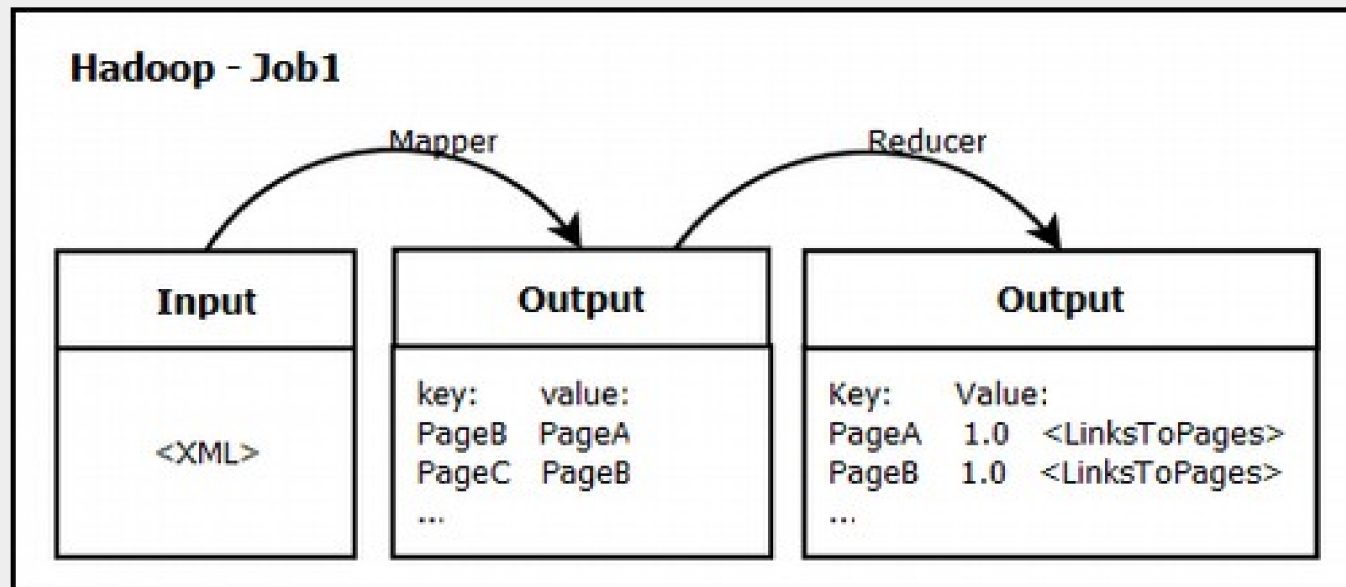 Hadoop - Job1
Mapper
Reducer
Input
<XML>
Output
key: value:
PageB PageA
PageC PageB
...
Output
Key: Value:
PageA 1.0 <LinksToPages>
PageB 1.0 <LinksToPages>
...